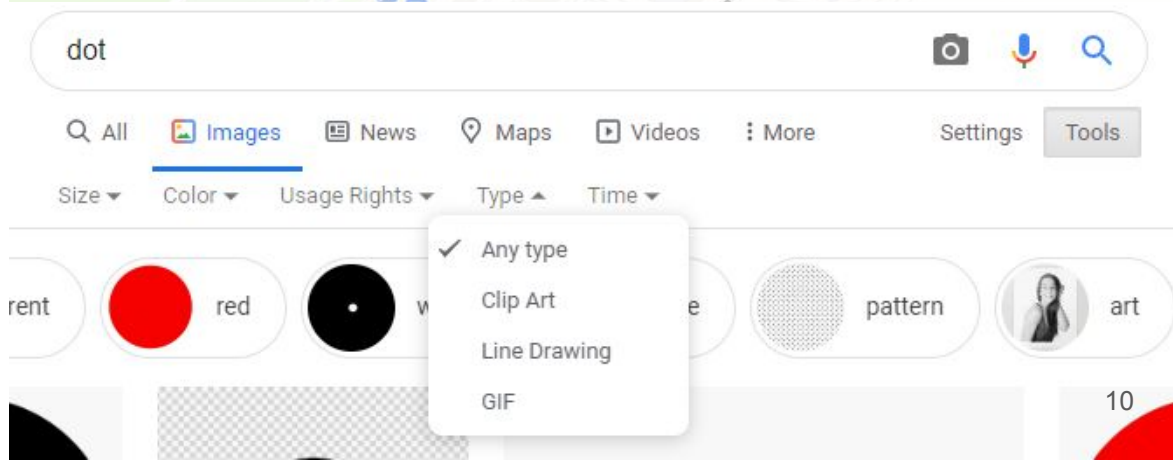 dot
All Images News Maps Videos More Settings Tools
Size Color Usage Rights Type Time
Any type
Clip Art
Line Drawing
GIF
red pattern art
10